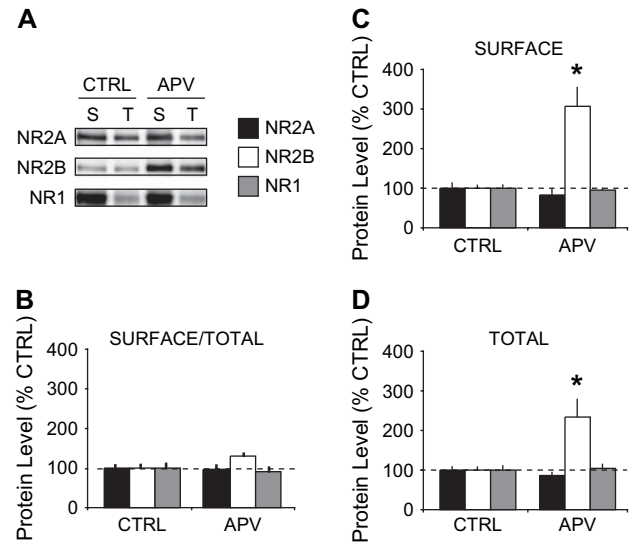 A
CTRL APV
S T S T
NR2A
NR2B
NR1
NR2A
NR2B
NR1
B
SURFACE/TOTAL
Protein Level (% CTRL)
400
300
200
100
0
CTRL APV
C
SURFACE
Protein Level (% CTRL)
400
300
200
100
0
*
CTRL APV
D
TOTAL
Protein Level (% CTRL)
400
300
200
100
0
*
CTRL APV